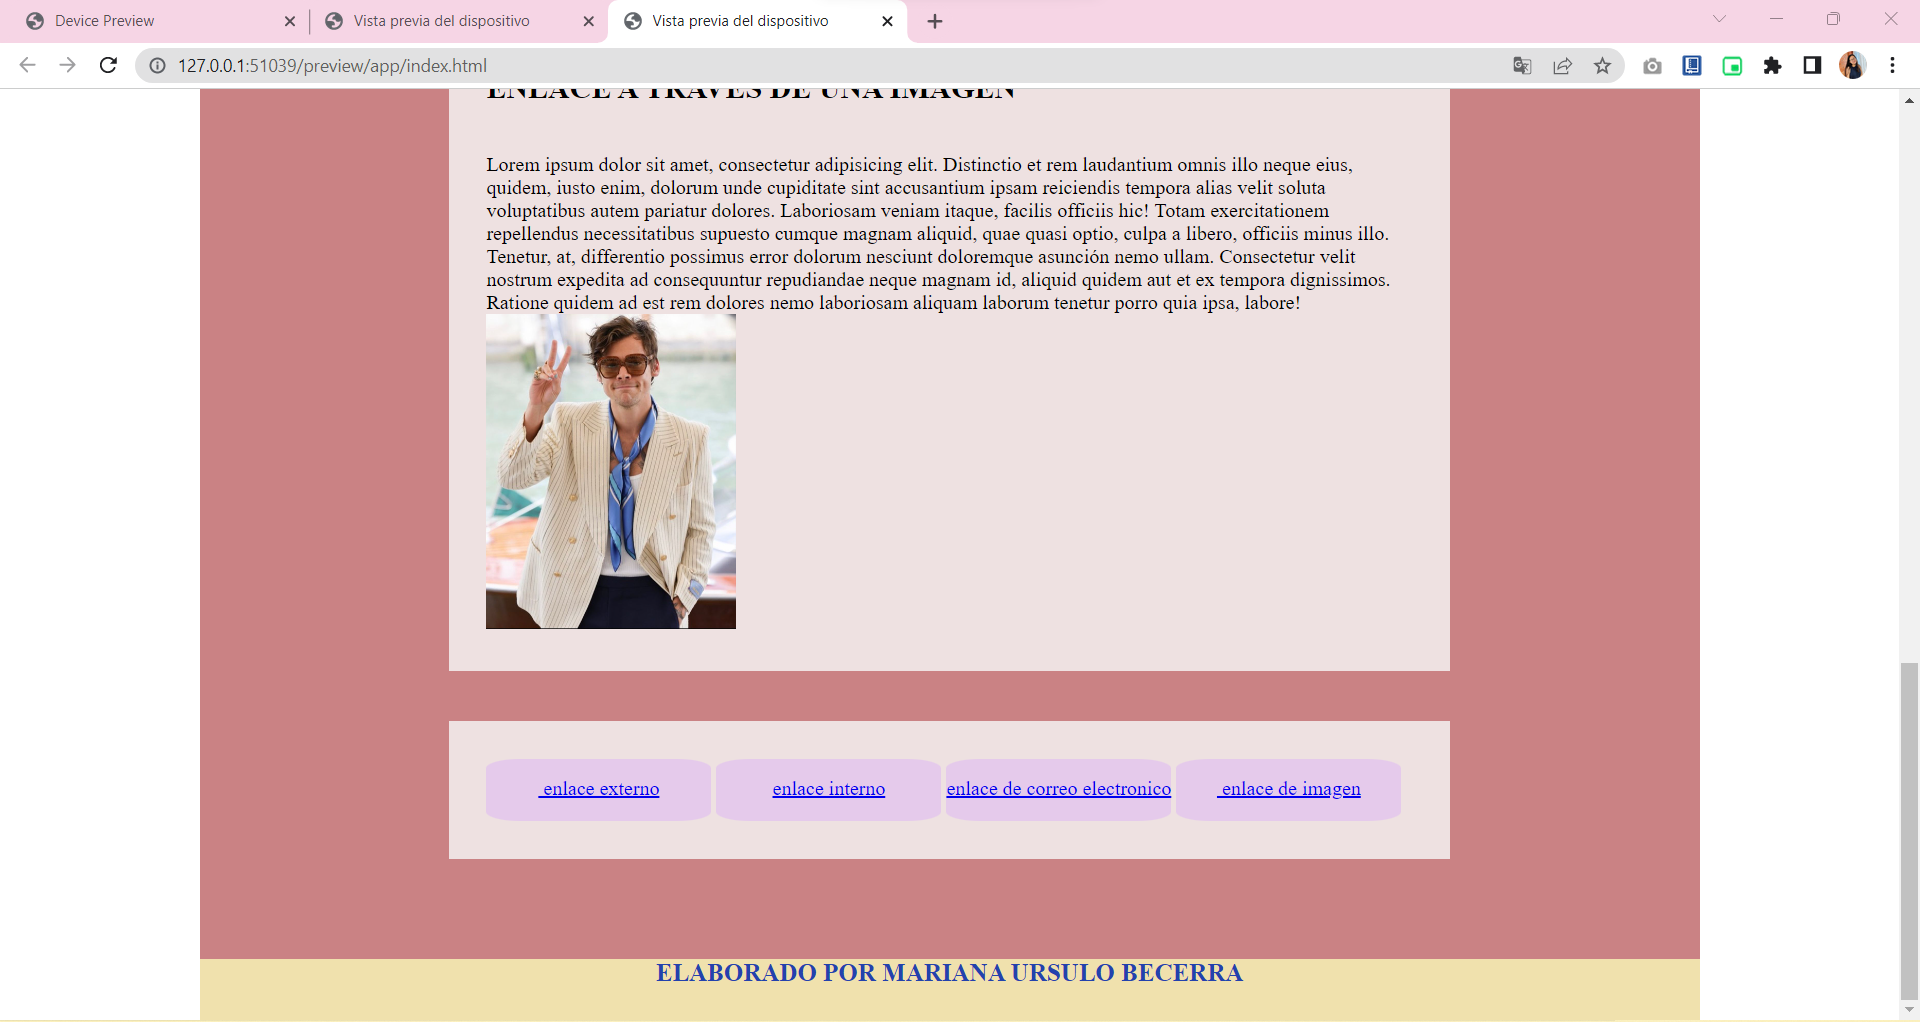 Device Preview
Vista previa del dispositivo
Vista previa del dispositivo
127.0.0.1:51039/preview/app/index.html
ENLACE A TRAVES DE UNA IMAGEN
Lorem ipsum dolor sit amet, consectetur adipisicing elit. Distinctio et rem laudantium omnis illo neque eius,
quidem, iusto enim, dolorum unde cupiditate sint accusantium ipsam reiciendis tempora alias velit soluta
voluptatibus autem pariatur dolores. Laboriosam veniam itaque, facilis officiis hic! Totam exercitationem
repellendus necessitatibus supuesto cumque magnam aliquid, quae quasi optio, culpa a libero, officiis minus illo.
Tenetur, at, differentio possimus error dolorum nesciunt doloremque asunción nemo ullam. Consectetur velit
nostrum expedita ad consequuntur repudiandae neque magnam id, aliquid quidem aut et ex tempora dignissimos.
Ratione quidem ad est rem dolores nemo laboriosam aliquam laborum tenetur porro quia ipsa, labore!
enlace externo
enlace interno
enlace de correo electronico
enlace de imagen
ELABORADO POR MARIANA URSULO BECERRA